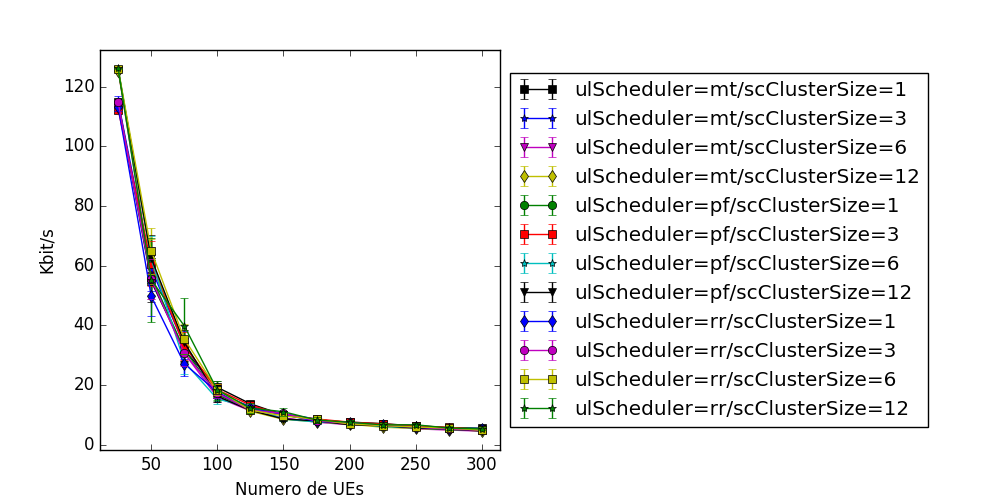 120
100
80
60
40
20
0
Kbit/s
50 100 150 200 250 300
Numero de UEs
ulScheduler=mt/scClusterSize=1
ulScheduler=mt/scClusterSize=3
ulScheduler=mt/scClusterSize=6
ulScheduler=mt/scClusterSize=12
ulScheduler=pf/scClusterSize=1
ulScheduler=pf/scClusterSize=3
ulScheduler=pf/scClusterSize=6
ulScheduler=pf/scClusterSize=12
ulScheduler=rr/scClusterSize=1
ulScheduler=rr/scClusterSize=3
ulScheduler=rr/scClusterSize=6
ulScheduler=rr/scClusterSize=12